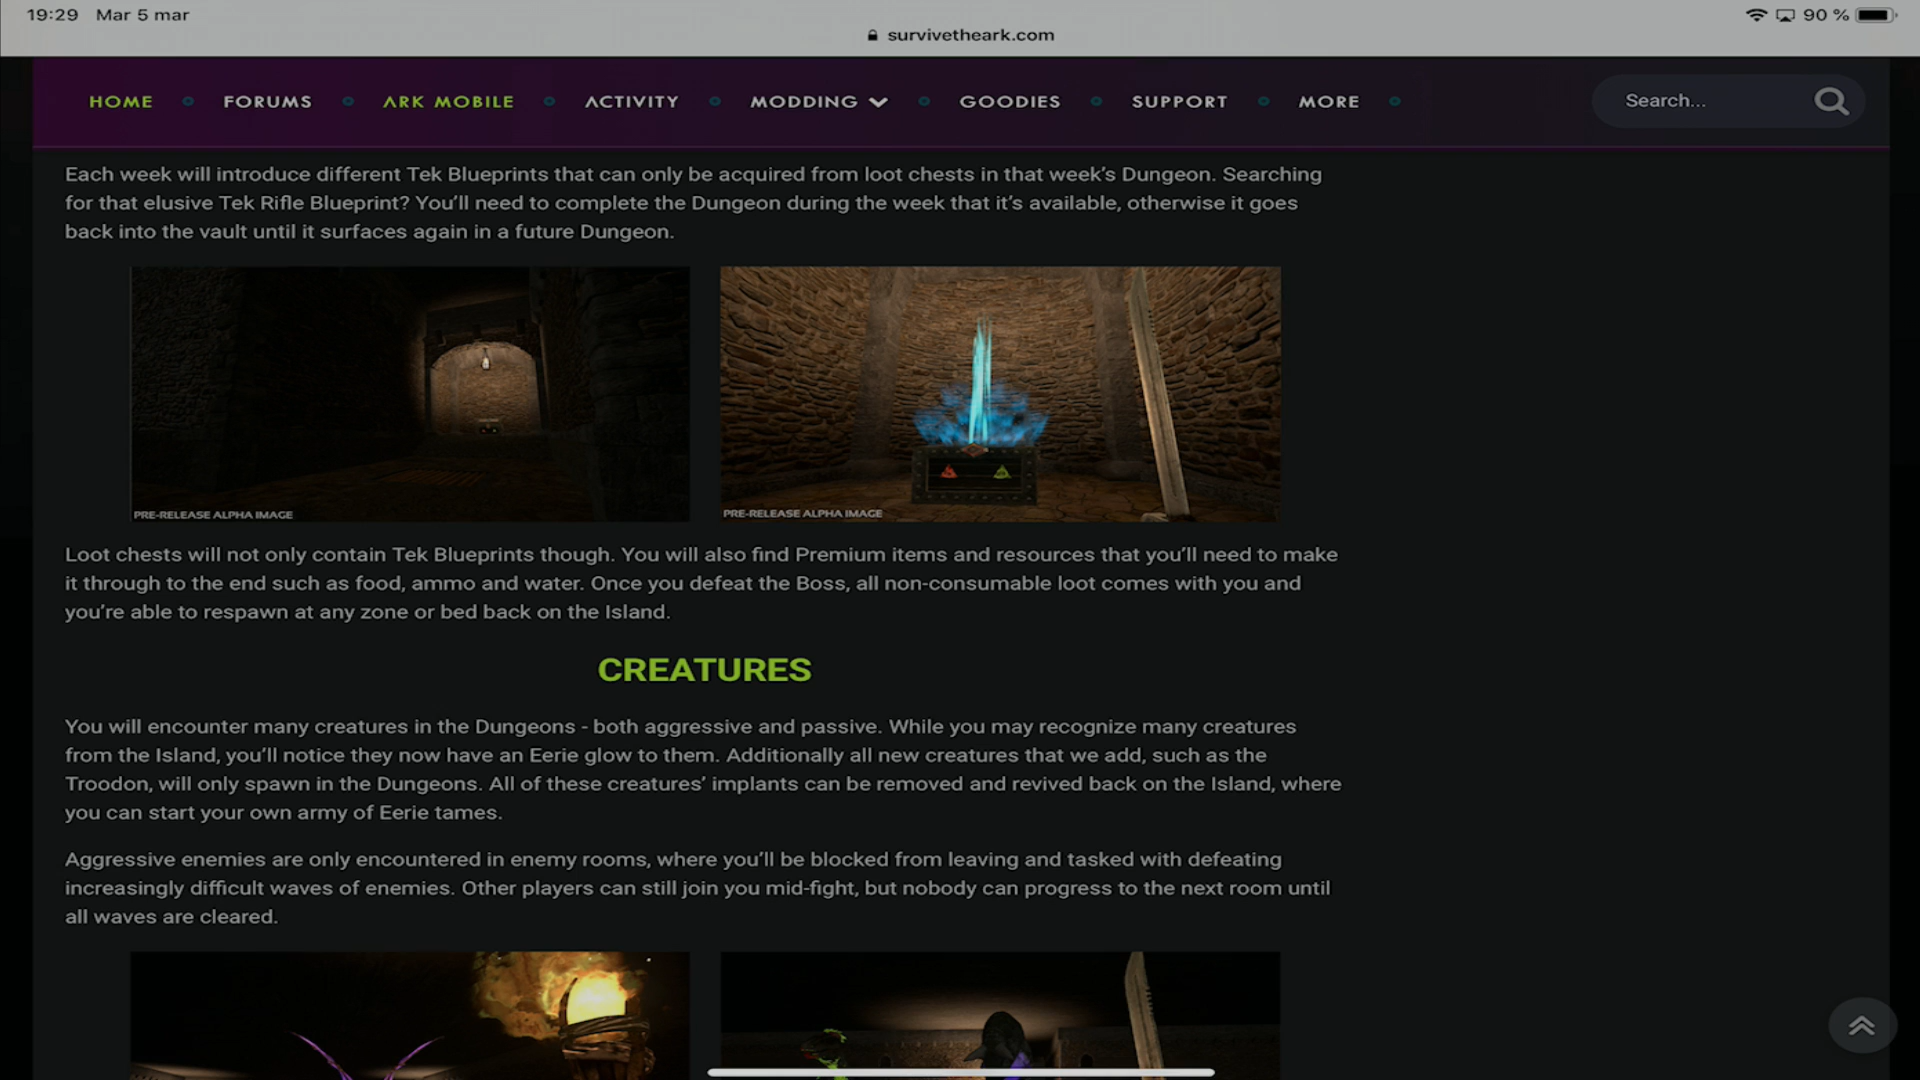 19:29 Mar 5 mar
90 %
survivetheark.com
HOME FORUMS ARK MOBILE ACTIVITY MODDING GOODIES SUPPORT MORE
Search...
Each week will introduce different Tek Blueprints that can only be acquired from loot chests in that week’s Dungeon. Searching
for that elusive Tek Rifle Blueprint? You’ll need to complete the Dungeon during the week that it’s available, otherwise it goes
back into the vault until it surfaces again in a future Dungeon.
PRE-RELEASE ALPHA IMAGE
PRE-RELEASE ALPHA IMAGE
Loot chests will not only contain Tek Blueprints though. You will also find Premium items and resources that you’ll need to make
it through to the end such as food, ammo and water. Once you defeat the Boss, all non-consumable loot comes with you and
you’re able to respawn at any zone or bed back on the Island.
CREATURES
You will encounter many creatures in the Dungeons - both aggressive and passive. While you may recognize many creatures
from the Island, you’ll notice they now have an Eerie glow to them. Additionally all new creatures that we add, such as the
Troodon, will only spawn in the Dungeons. All of these creatures’ implants can be removed and revived back on the Island, where
you can start your own army of Eerie tames.
Aggressive enemies are only encountered in enemy rooms, where you’ll be blocked from leaving and tasked with defeating
increasingly difficult waves of enemies. Other players can still join you mid-fight, but nobody can progress to the next room until
all waves are cleared.